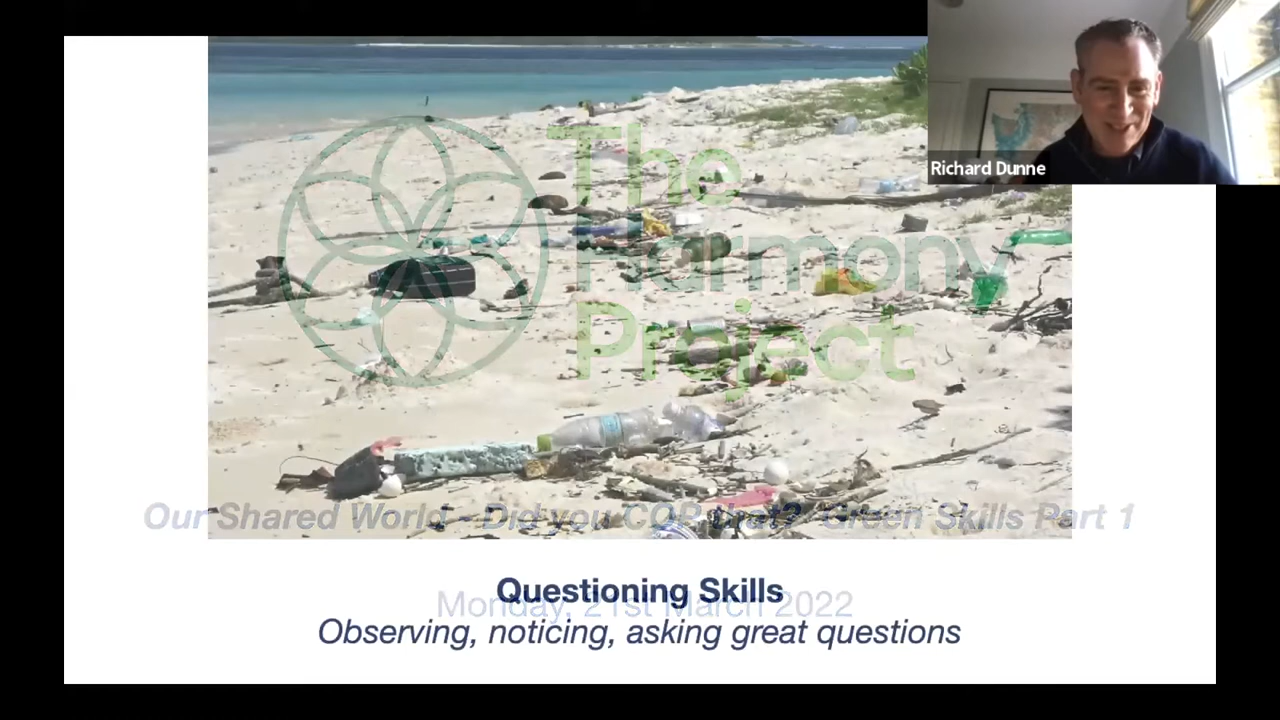 The
Harmony
Project
Richard Dunne
Our Shared World - Did you COP that? Green Skills Part 1
Questioning Skills
Monday, 21st March 2022
Observing, noticing, asking great questions